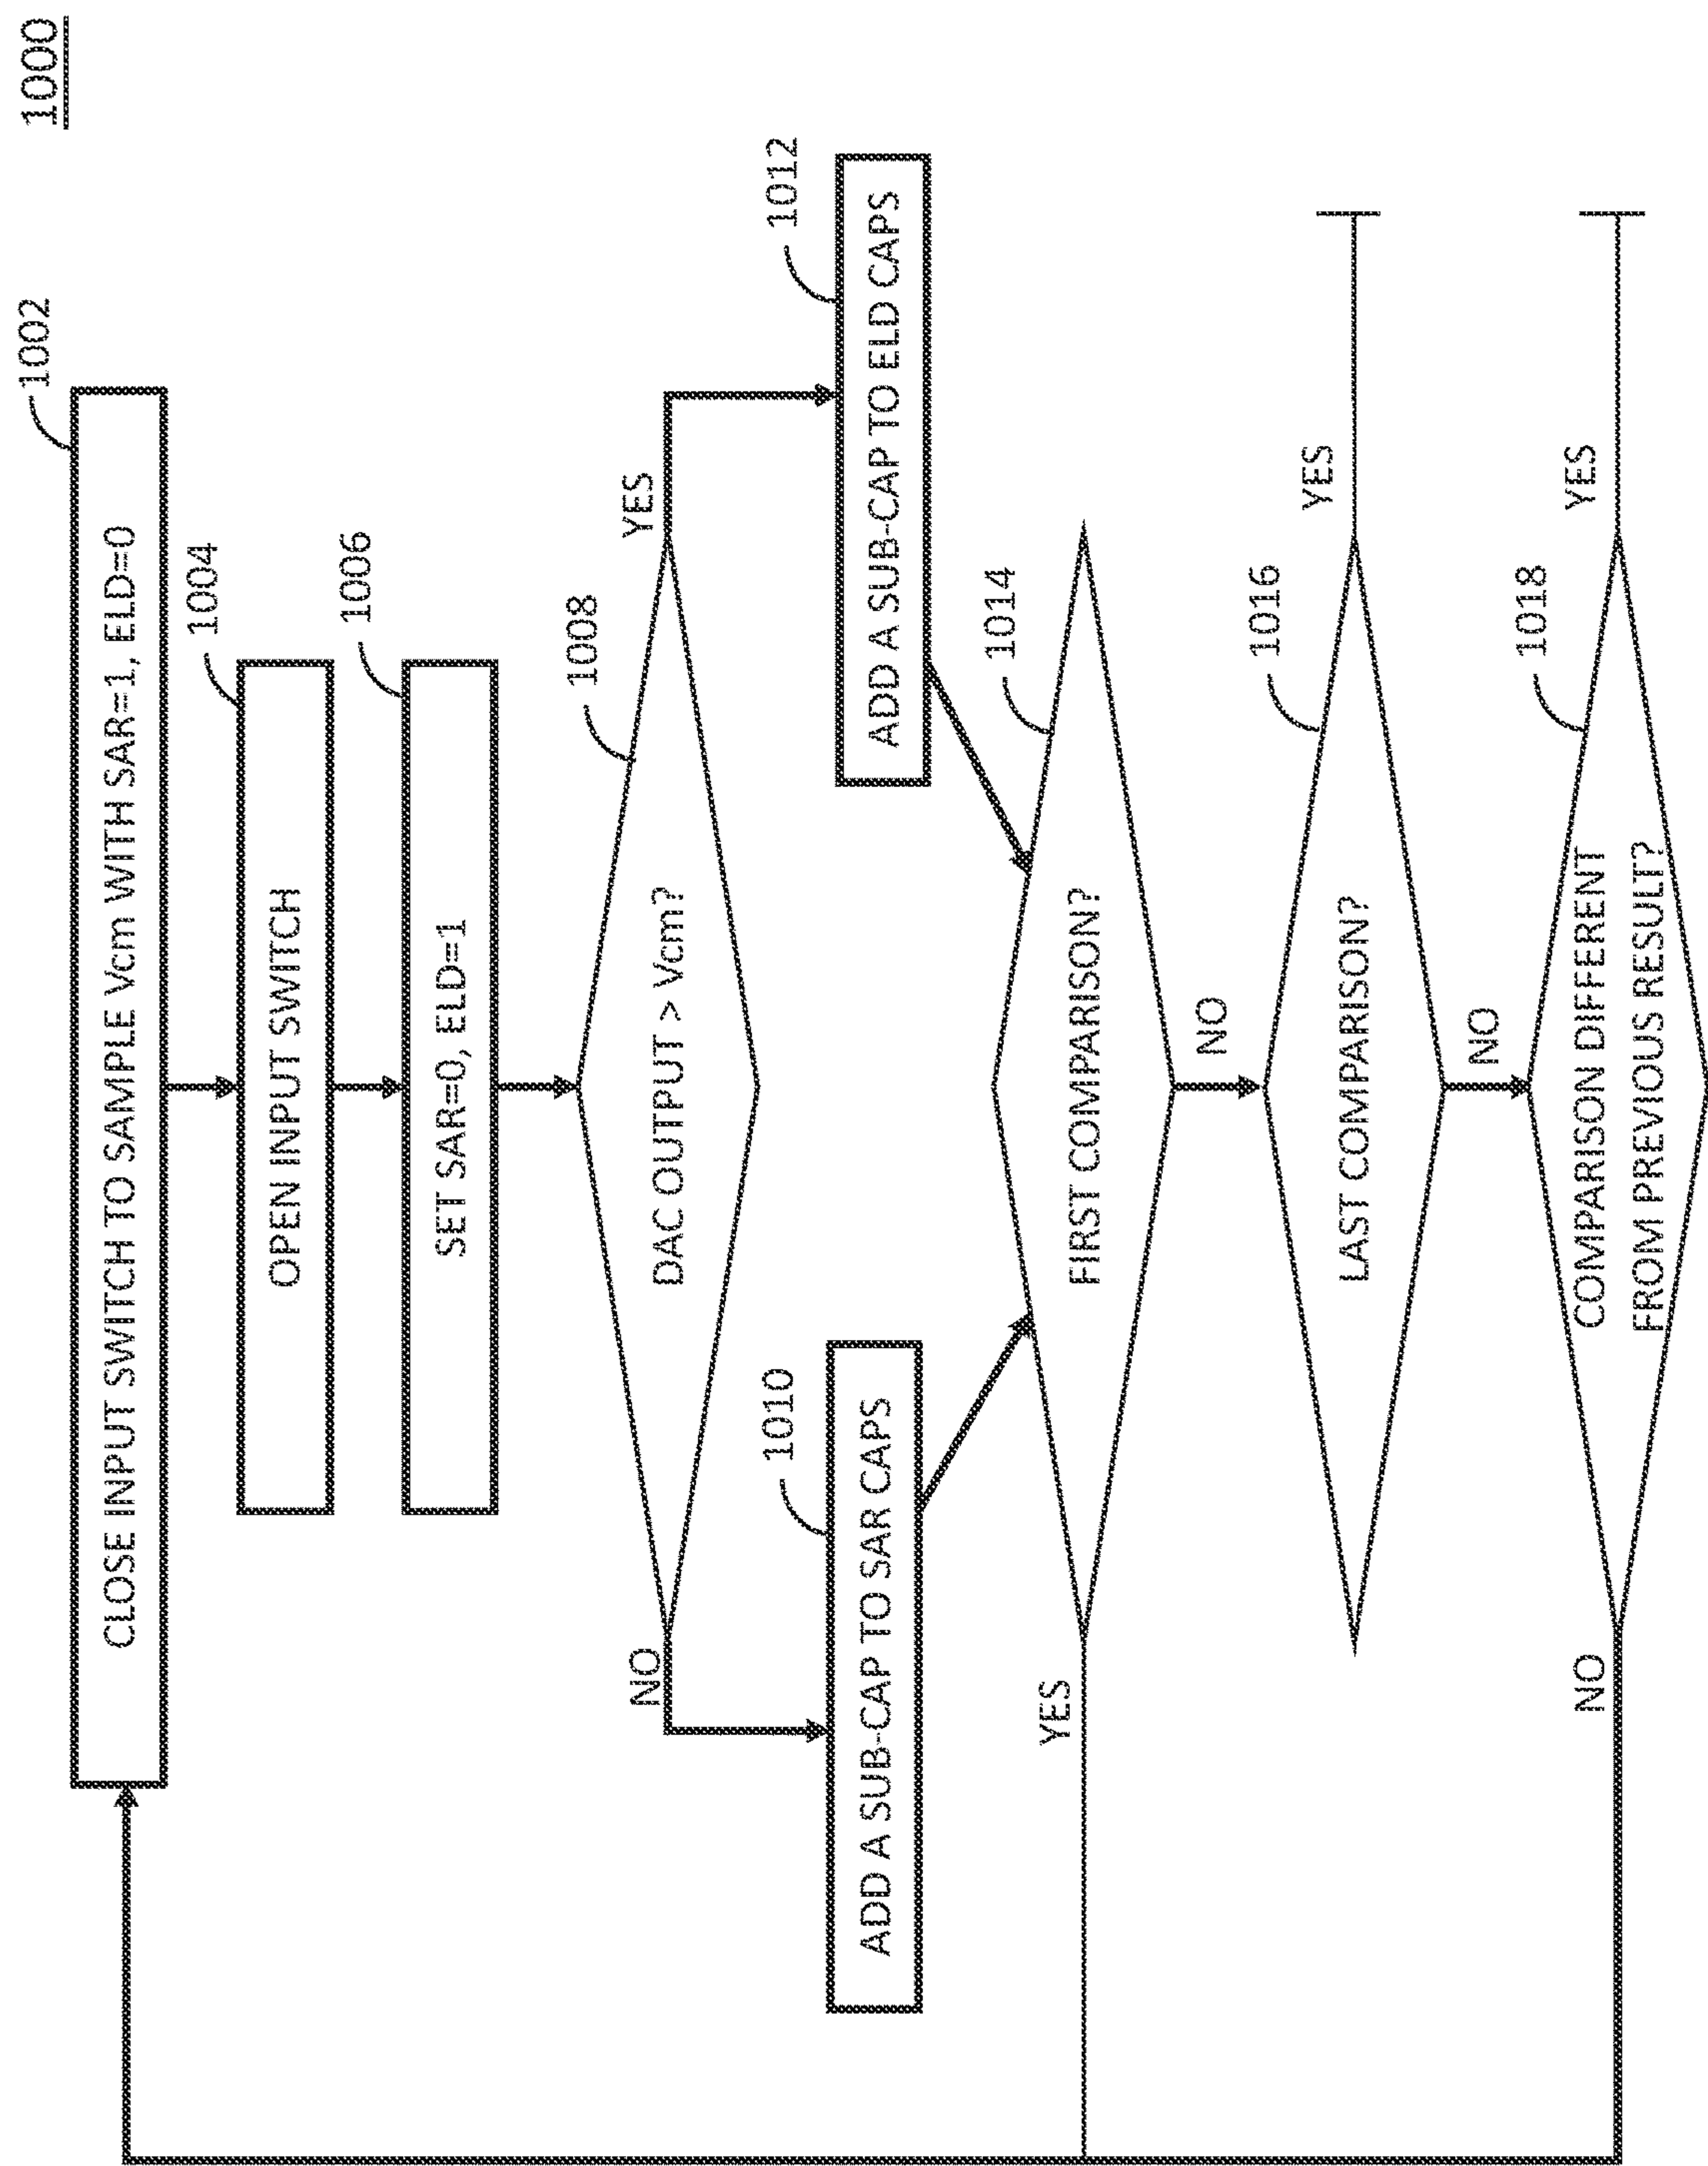 1000
1002
CLOSE INPUT SWITCH TO SAMPLE Vcm WITH SAR=1, ELD=0
1004
OPEN INPUT SWITCH
1006
SET SAR=0, ELD=1
1008
DAC OUTPUT > Vcm?
NO
YES
1010
ADD A SUB-CAP TO SAR CAPS
1012
ADD A SUB-CAP TO ELD CAPS
1014
FIRST COMPARISON?
YES
NO
1016
LAST COMPARISON?
YES
NO
1018
COMPARISON DIFFERENT
FROM PREVIOUS RESULT?
NO
YES